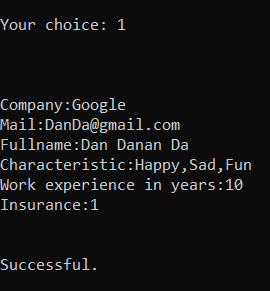 Your choice: 1
Company:Google
Mail:DanDa@gmail.com
Fullname:Dan Danan Da
Characteristic:Happy,Sad,Fun
Work experience in years:10
Insurance:1
Successful.